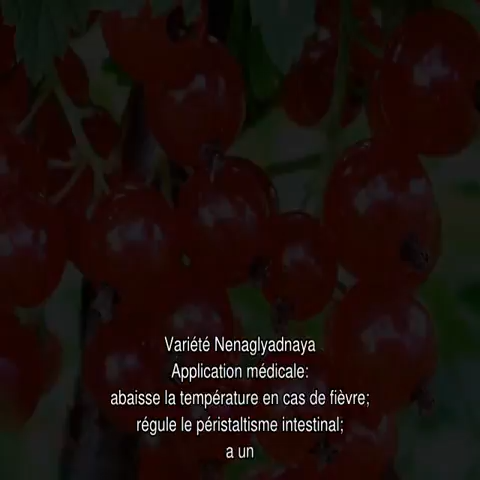 Variété Nenaglyadnaya
Application médicale:
abaisse la température en cas de fièvre;
régule le péristaltisme intestinal;
a un